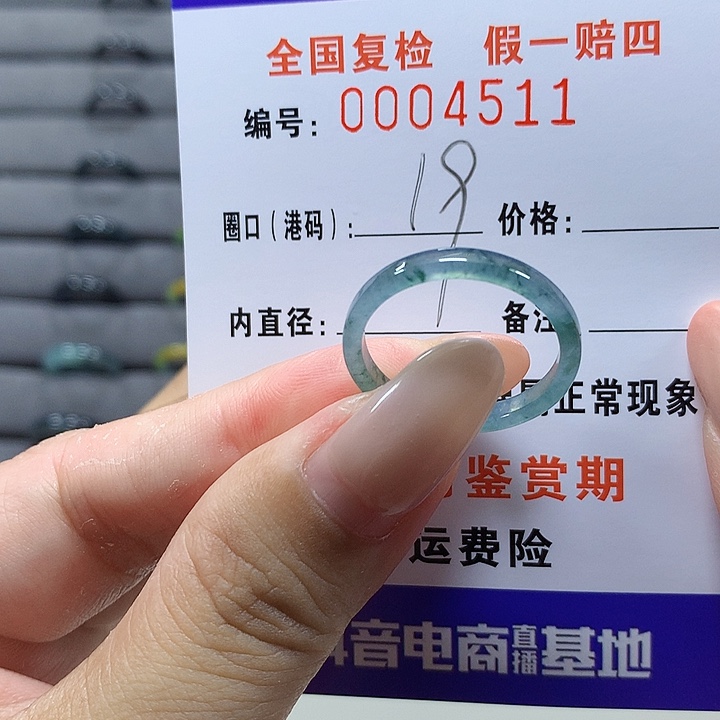 全国复检 假一赔四
编号: 0004511
圈口(港码): 19 价格:
内直径: 备注
正常现象
鉴赏期
运费险
音电商直播基地